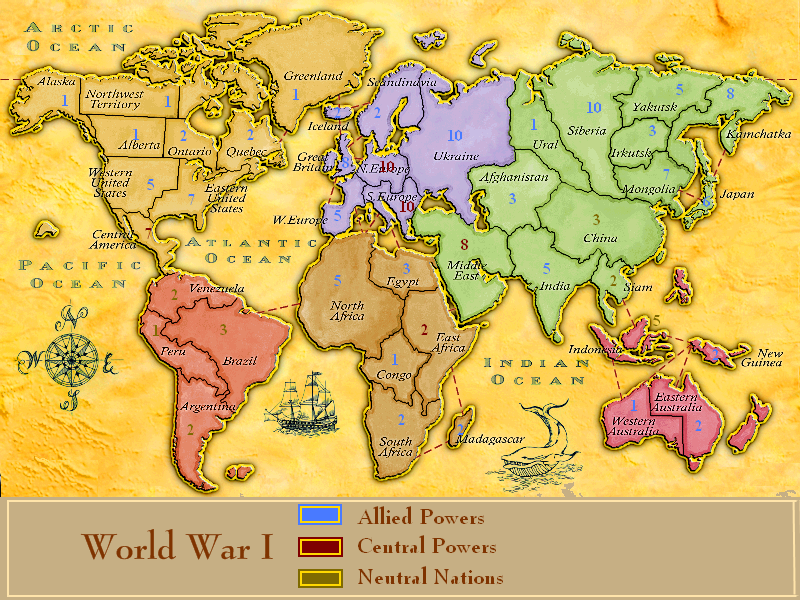 Arctic
Ocean
Alaska
1
Northwest
Territory
1
Greenland
1
Scandinavia
2
Iceland
2
1
Alberta
2
Ontario
2
Quebec
Great
Britain
8
10
N.Europe
10
Ukraine
1
Ural
10
Siberia
5
Yakutsk
8
Kamchatka
3
Irkutsk
7
Mongolia
6
Japan
Western
United
States
5
7
Eastern
United
States
W.Europe
5
S.Europe
10
Afghanistan
3
3
China
Central
America
7
Atlantic
Ocean
Pacific
Ocean
8
Middle
East
5
India
2
Siam
5
North
Africa
3
Egypt
2
East
Africa
2
Venezuela
1
Peru
3
Brazil
Argentina
2
N
W
E
S
1
Congo
2
South
Africa
Madagascar
Indian
Ocean
Indonesia
5
New
Guinea
1
Western
Australia
Eastern
Australia
2
World War I
Allied Powers
Central Powers
Neutral Nations